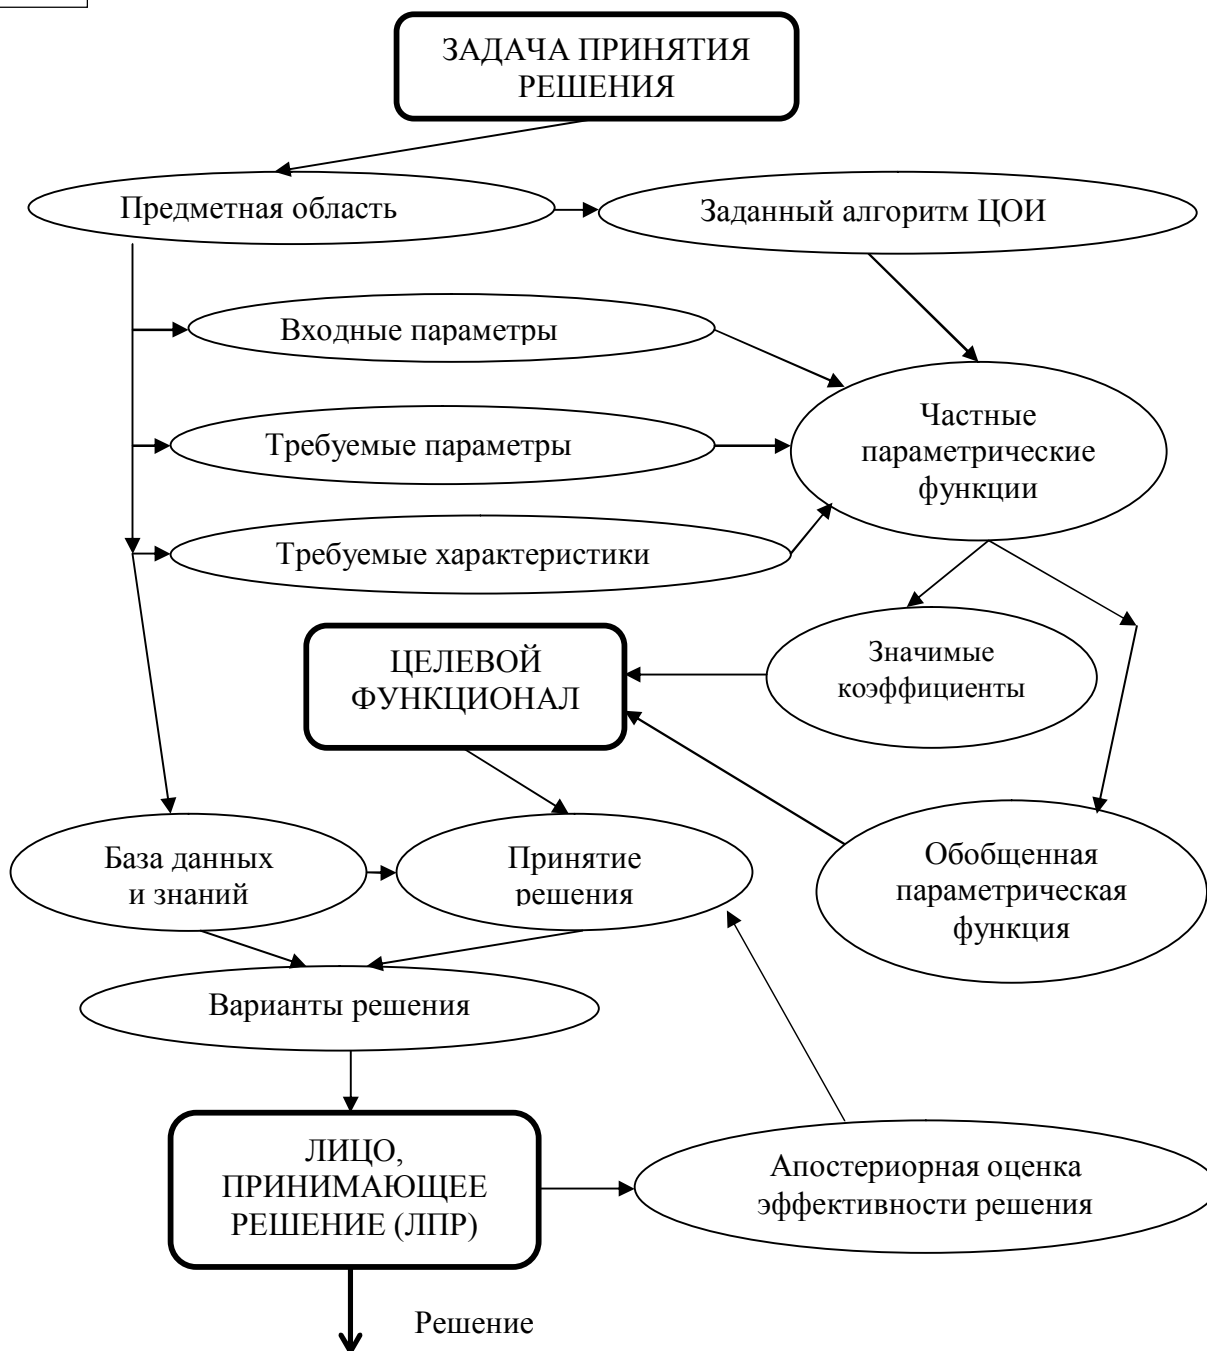 ЗАДАЧА ПРИНЯТИЯ
РЕШЕНИЯ
Предметная область
Заданный алгоритм ЦОИ
Входные параметры
Частные
параметрические
функции
Требуемые параметры
Требуемые характеристики
Значимые
коэффициенты
ЦЕЛЕВОЙ
ФУНКЦИОНАЛ
База данных
и знаний
Принятие
решения
Обобщенная
параметрическая
функция
Варианты решения
ЛИЦО,
ПРИНИМАЮЩЕЕ
РЕШЕНИЕ (ЛПР)
Апостериорная оценка
эффективности решения
Решение